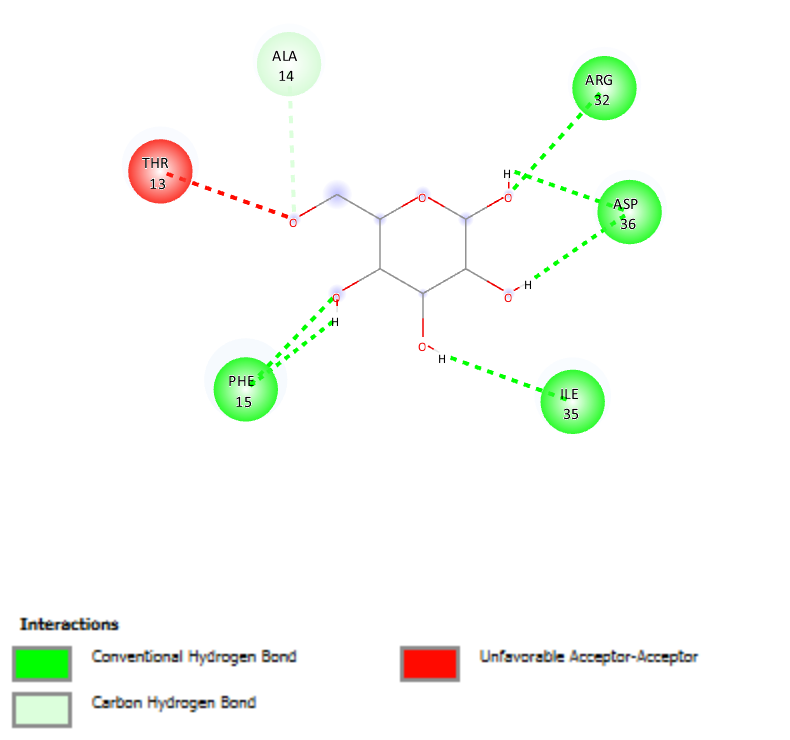 ALA
14
ARG
32
THR
13
H
O
O
ASP
36
O
H
O
O
H
O
H
PHE
15
ILE
35
Interactions
Conventional Hydrogen Bond
Unfavorable Acceptor-Acceptor
Carbon Hydrogen Bond